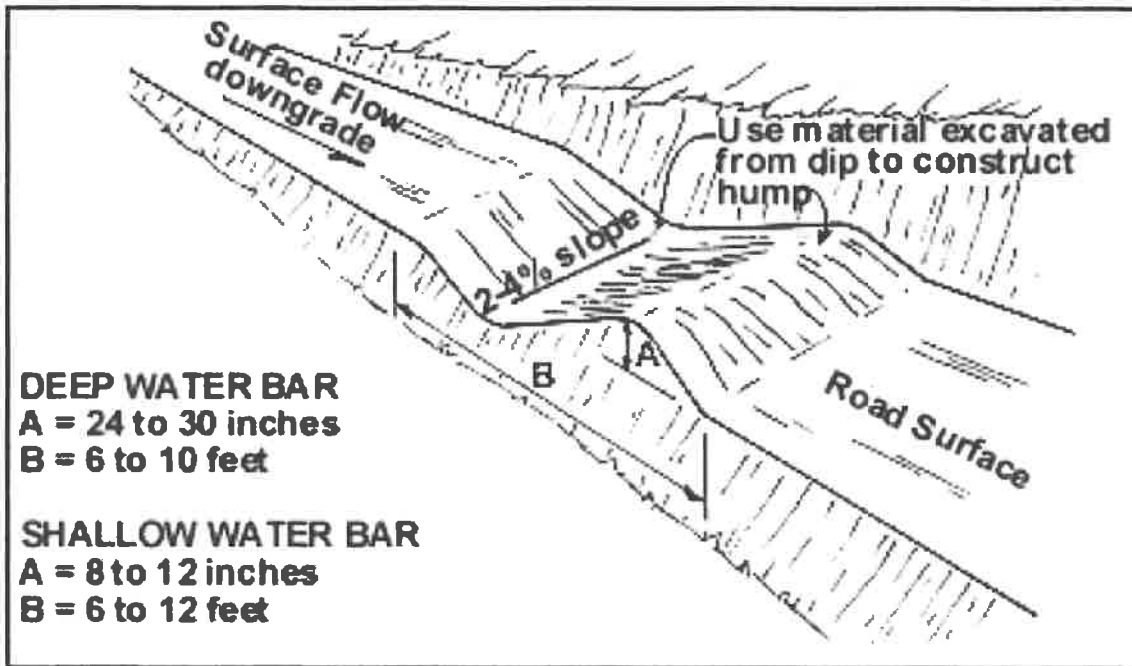 Surface Flow
downgrade
Use material excavated
from dip to construct
hump
2-4% slope
A
B
Road Surface
DEEP WATER BAR
A = 24 to 30 inches
B = 6 to 10 feet
SHALLOW WATER BAR
A = 8 to 12 inches
B = 6 to 12 feet